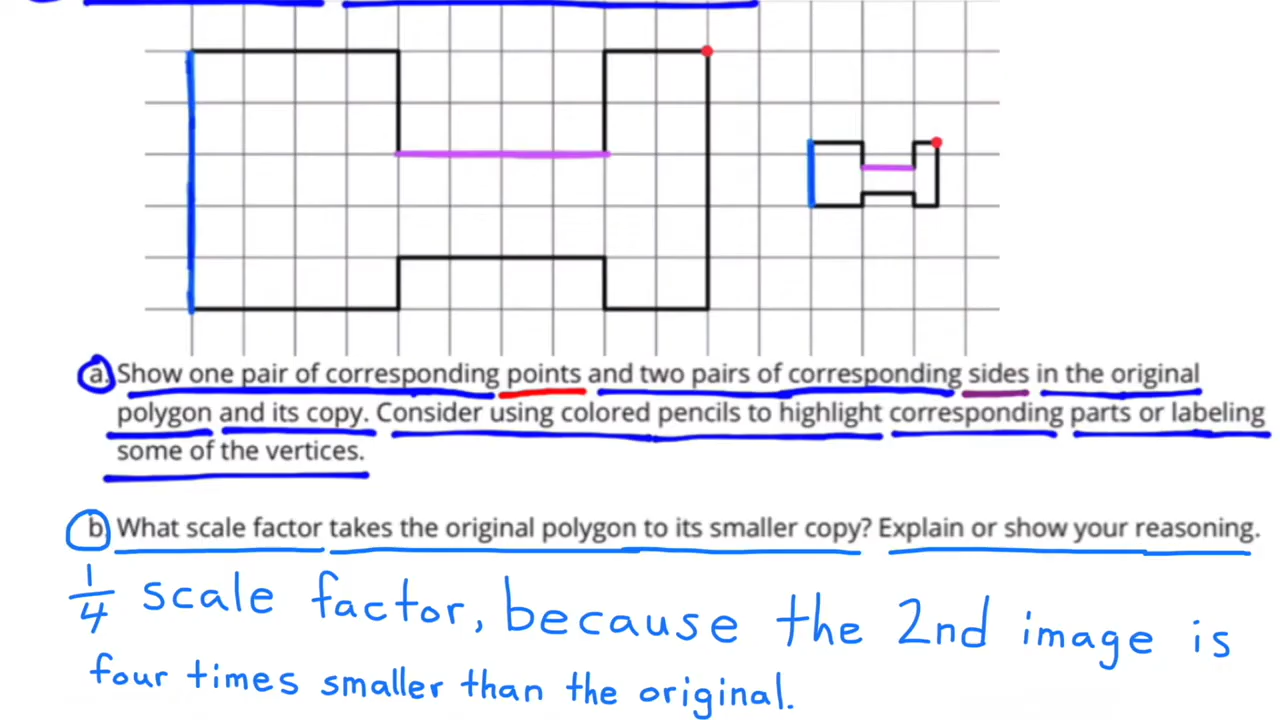 a. Show one pair of corresponding points and two pairs of corresponding sides in the original
polygon and its copy. Consider using colored pencils to highlight corresponding parts or labeling
some of the vertices.
b. What scale factor takes the original polygon to its smaller copy? Explain or show your reasoning.
1/4 scale factor, because the 2nd image is
four times smaller than the original.